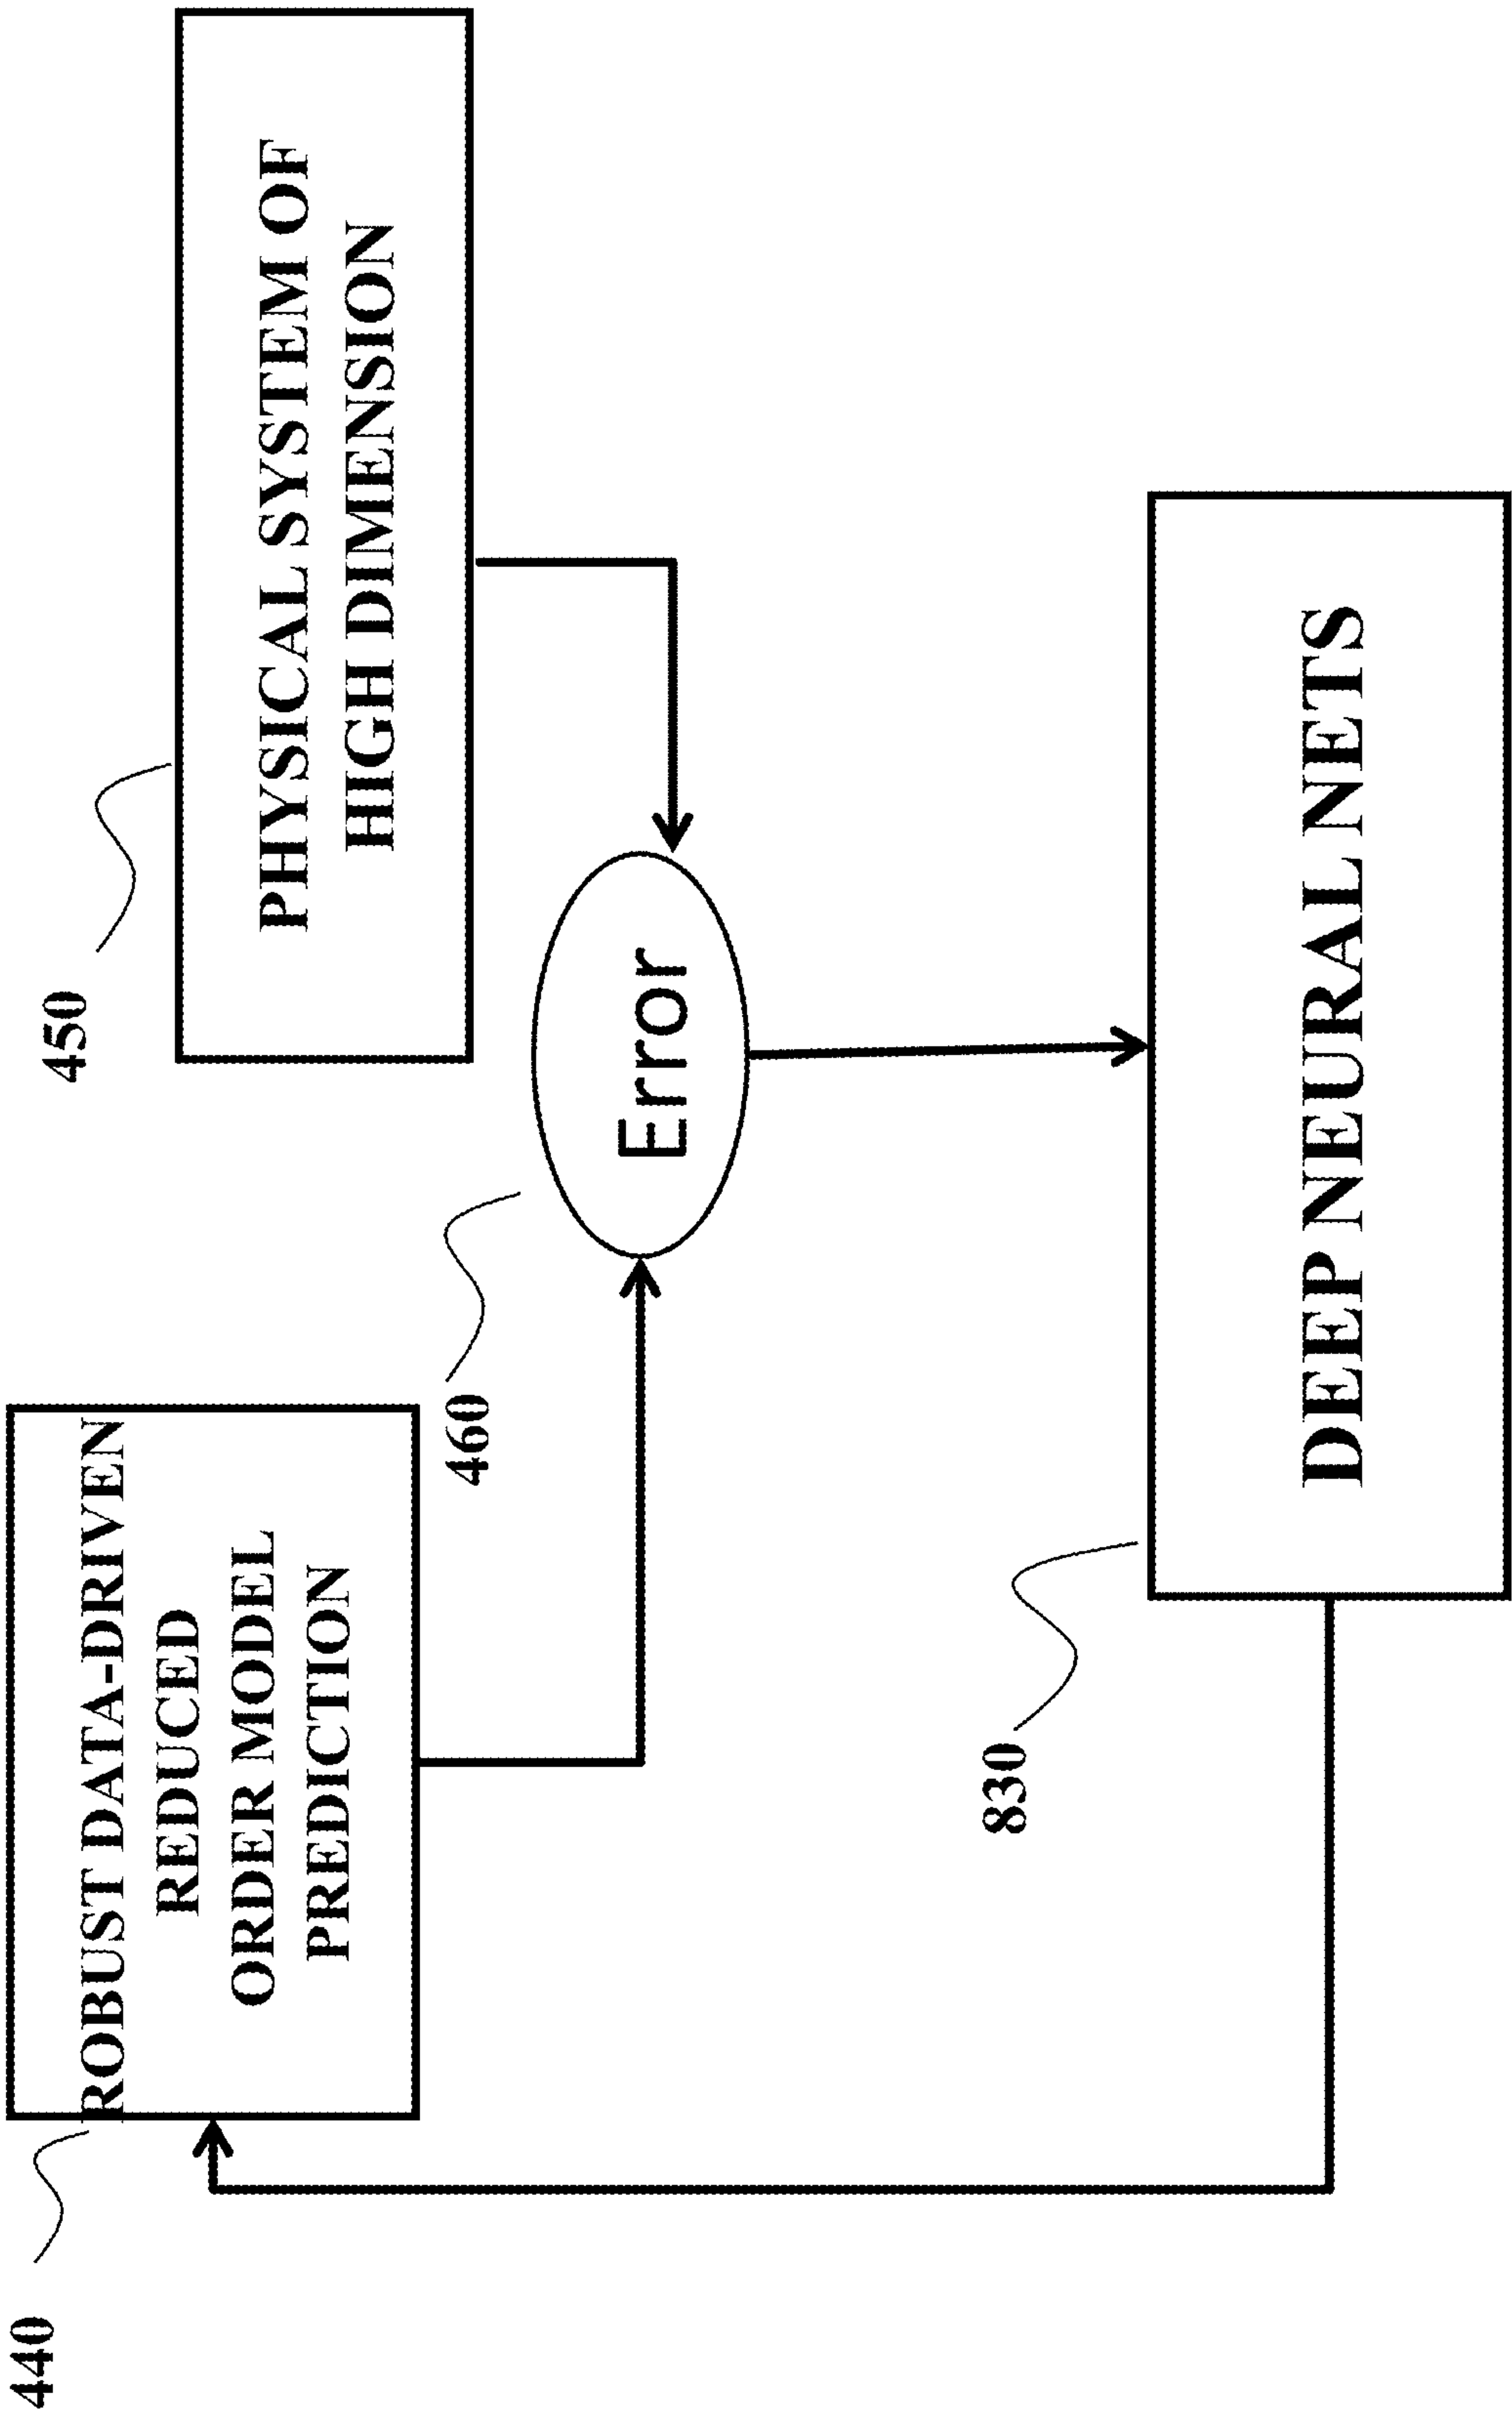 440
ROBUST DATA-DRIVEN
REDUCED
ORDER MODEL
PREDICTION
450
PHYSICAL SYSTEM OF
HIGH DIMENSION
460
Error
830
DEEP NEURAL NETS